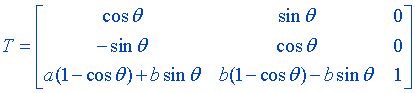 T = [ cos θ   sin θ   0
−sin θ   cos θ   0
a(1−cos θ)+b sin θ   b(1−cos θ)−b sin θ   1 ]